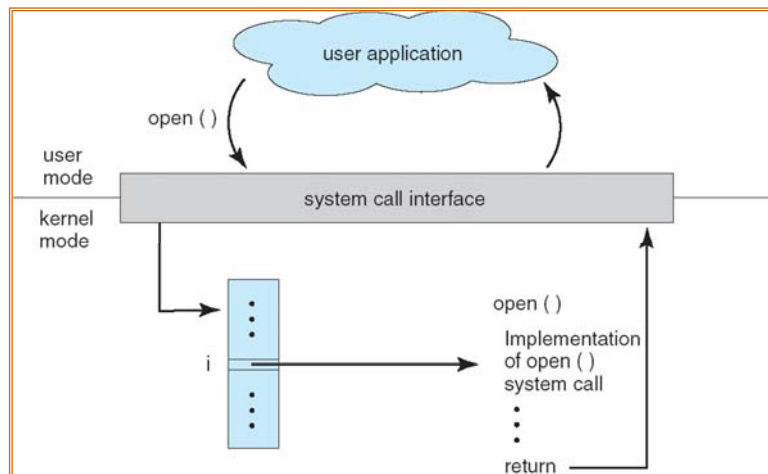 user application
open ( )
user
mode
system call interface
kernel
mode
open ( )
i
Implementation
of open ( )
system call
return